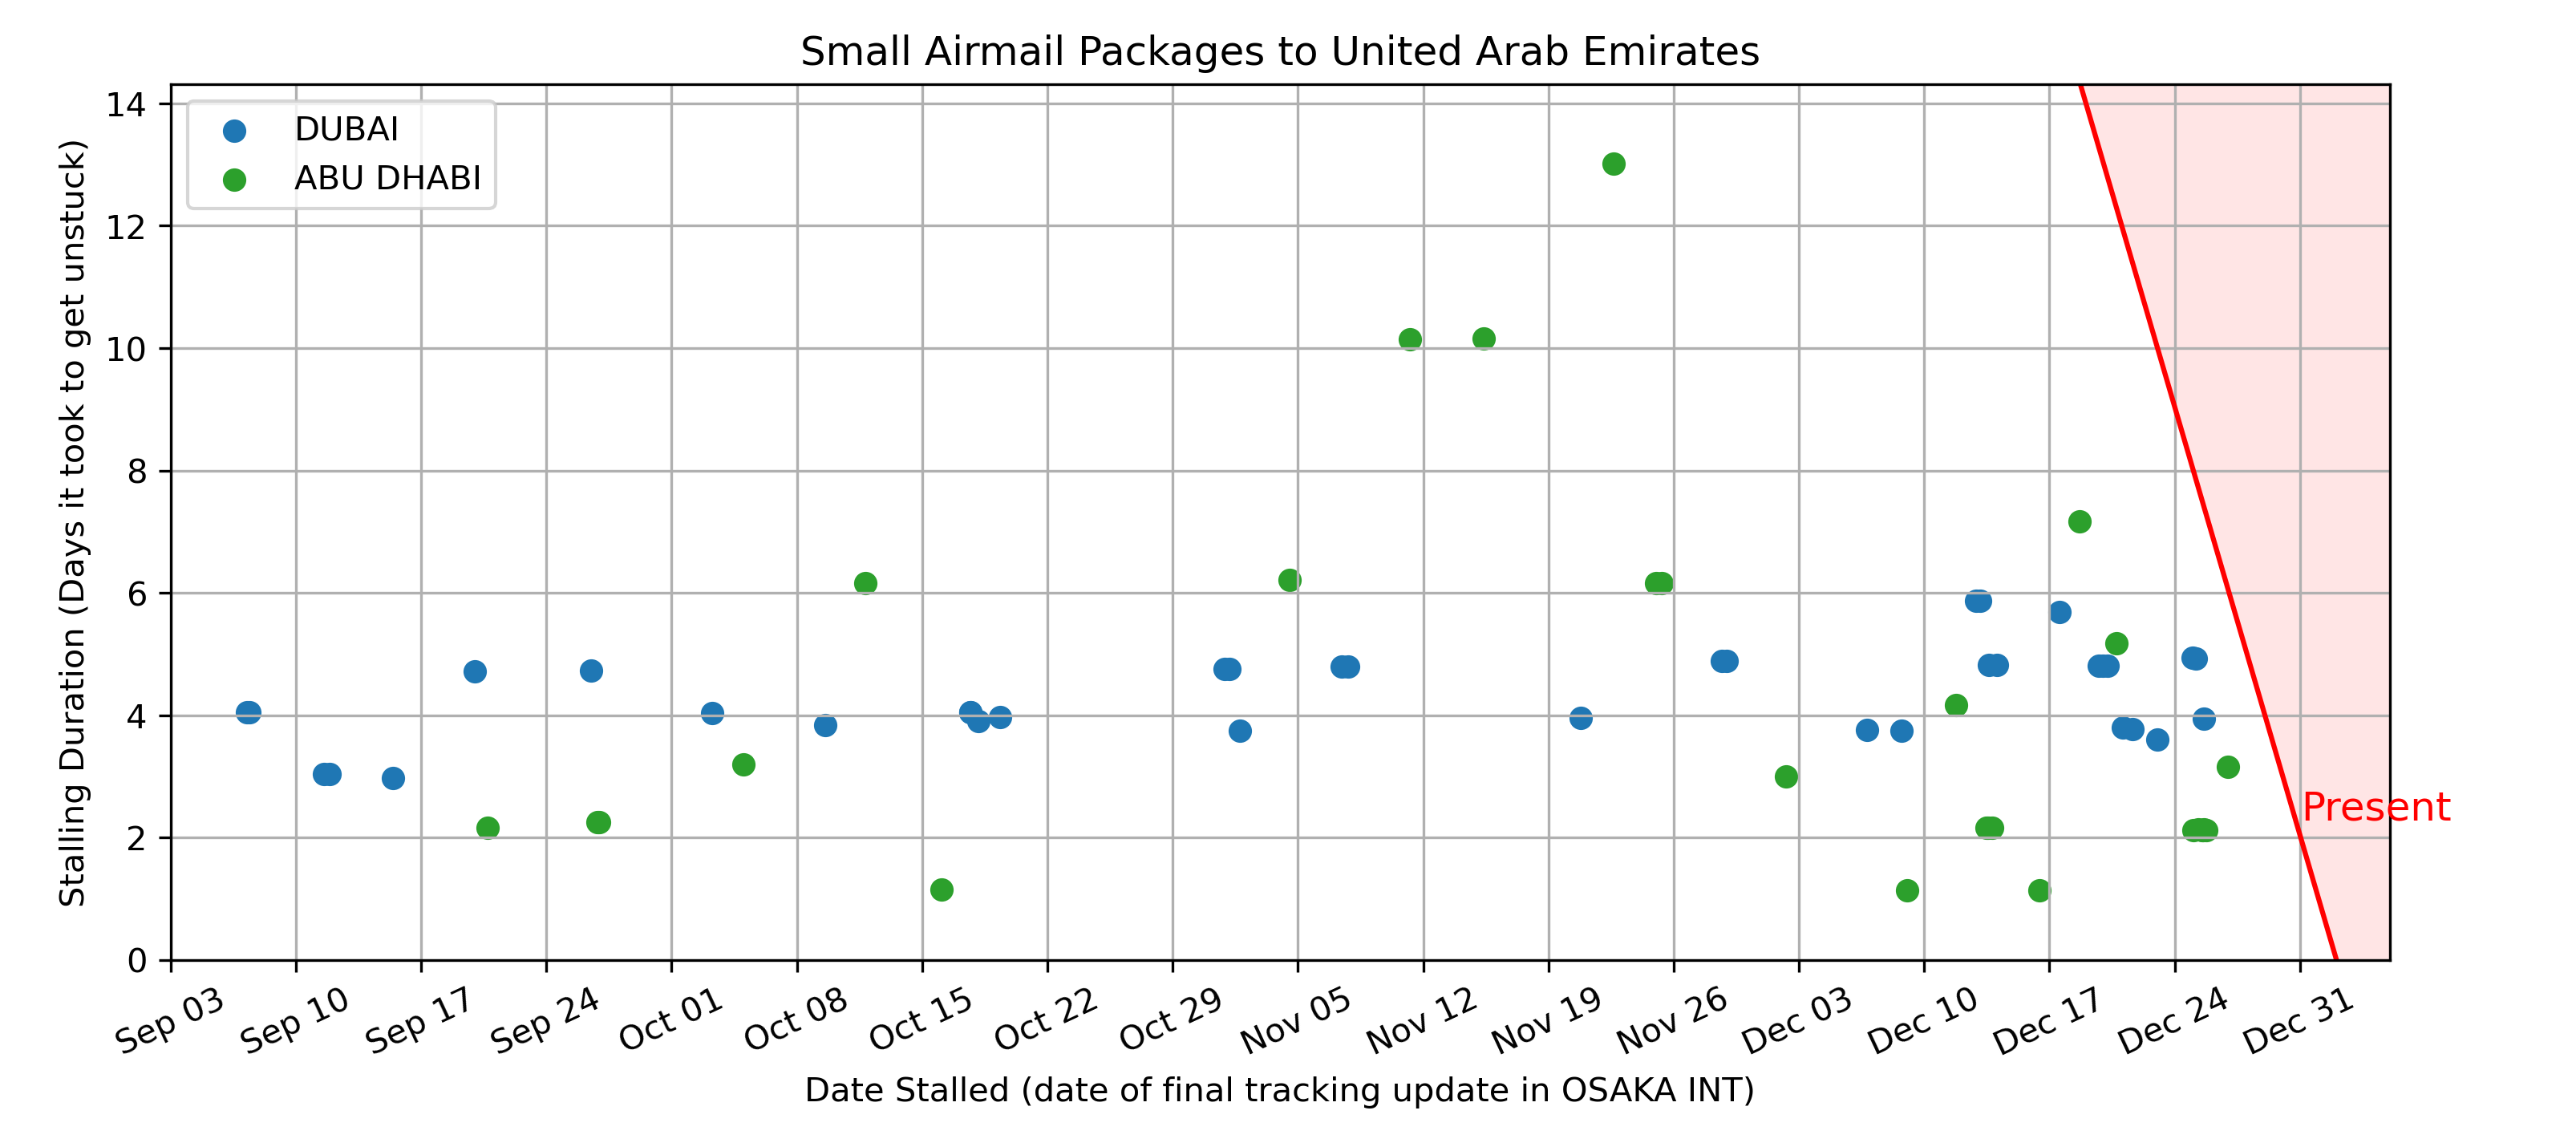 Small Airmail Packages to United Arab Emirates
DUBAI
ABU DHABI
Stalling Duration (Days it took to get unstuck)
14
12
10
8
6
4
2
0
Present
Sep 03
Sep 10
Sep 17
Sep 24
Oct 01
Oct 08
Oct 15
Oct 22
Oct 29
Nov 05
Nov 12
Nov 19
Nov 26
Dec 03
Dec 10
Dec 17
Dec 24
Dec 31
Date Stalled (date of final tracking update in OSAKA INT)